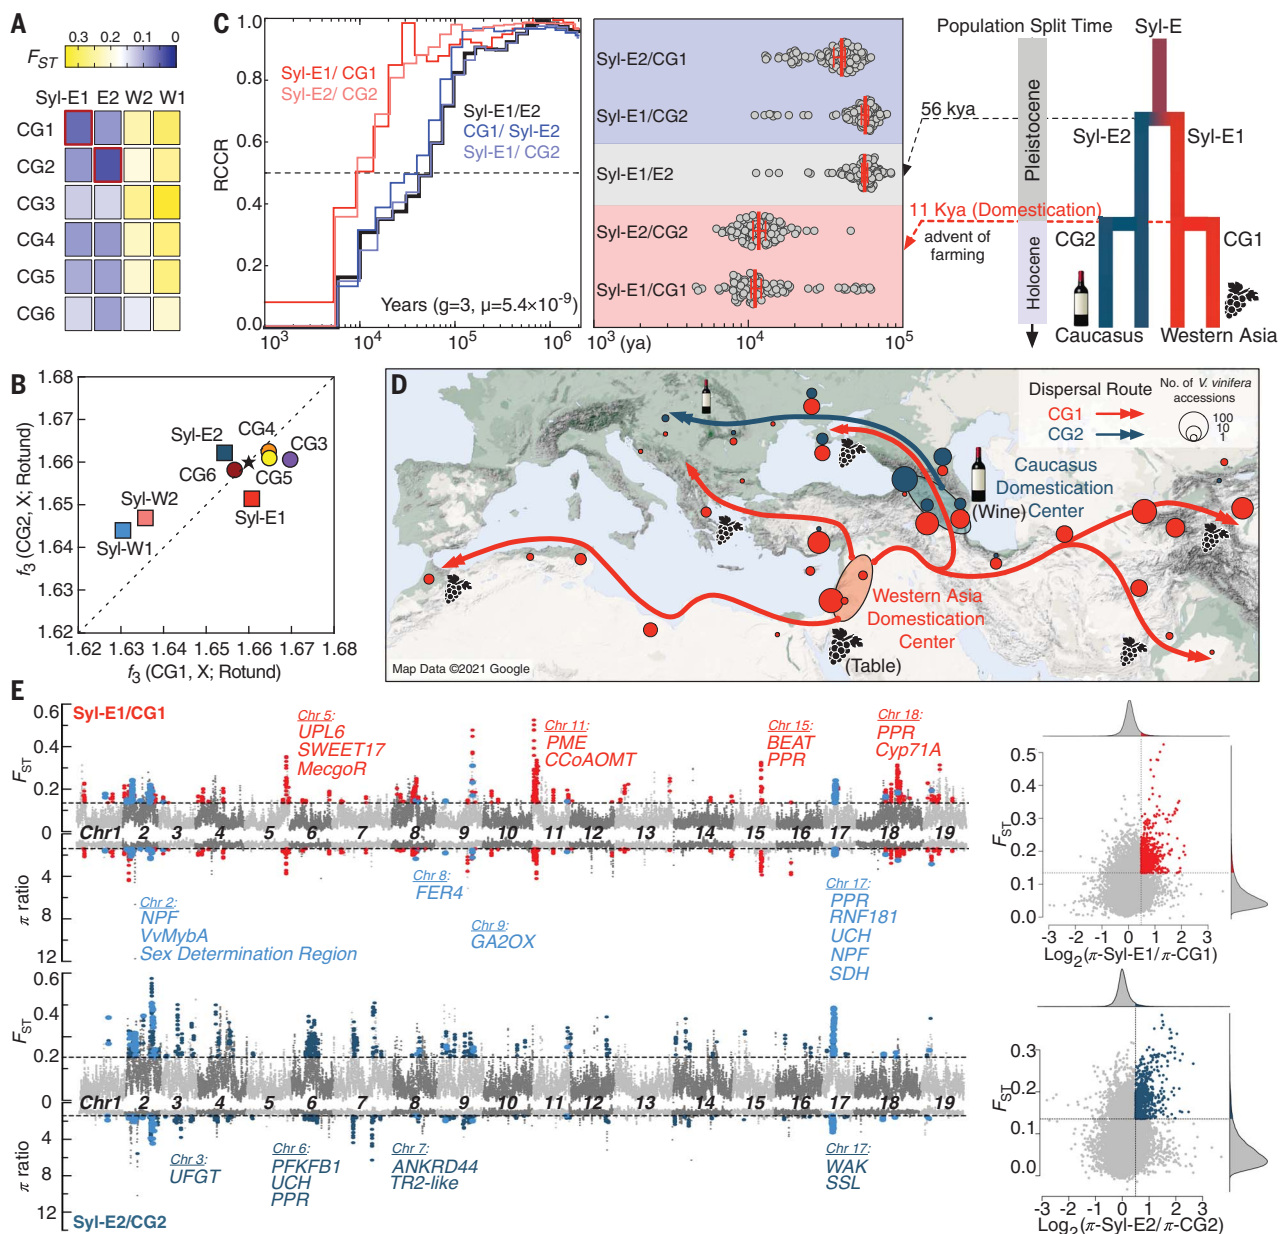 A
F_ST
0.3 0.2 0.1 0
Syl-E1 E2 W2 W1
CG1
CG2
CG3
CG4
CG5
CG6
C
1.0
0.8
0.6
0.4
0.2
0.0
RCCR
Syl-E1/ CG1
Syl-E2/ CG2
Syl-E1/E2
CG1/ Syl-E2
Syl-E1/ CG2
Years (g=3, μ=5.4×10⁻⁹)
10³ 10⁴ 10⁵ 10⁶
Syl-E2/CG1
Syl-E1/CG2
Syl-E1/E2
Syl-E2/CG2
Syl-E1/CG1
10³ (ya) 10⁴ 10⁵
Population Split Time
Syl-E
56 kya
Pleistocene
Syl-E2
Syl-E1
11 Kya (Domestication)
advent of
farming
Holocene
CG2
CG1
Caucasus
Western Asia
B
1.68
1.66
1.65
1.64
1.63
1.62
f₃ (CG2, X; Rotund)
Syl-E2
CG4
CG3
CG6
CG5
Syl-W2
Syl-E1
Syl-W1
1.62 1.63 1.64 1.65 1.66 1.67 1.68
f₃ (CG1, X; Rotund)
D
Dispersal Route
CG1
CG2
No. of V. vinifera
accessions
100
10
1
Caucasus
Domestication
Center
(Wine)
Western Asia
Domestication
Center
(Table)
Map Data ©2021 Google
E
Syl-E1/CG1
0.6
0.4
0.2
0
F_ST
Chr 5:
UPL6
SWEET17
MecgoR
Chr 11:
PME
CCoAOMT
Chr 15:
BEAT
PPR
Chr 18:
PPR
Cyp71A
Chr1 2 3 4 5 6 7 8 9 10 11 12 13 14 15 16 17 18 19
4
8
12
π ratio
Chr 2:
NPF
VvMybA
Sex Determination Region
Chr 8:
FER4
Chr 9:
GA2OX
Chr 17:
PPR
RNF181
UCH
NPF
SDH
0.5
0.4
0.3
0.2
0.1
0.0
F_ST
-3 -2 -1 0 1 2 3
Log₂(π-Syl-E1/π-CG1)
0.6
0.4
0.2
0
F_ST
Chr1 2 3 4 5 6 7 8 9 10 11 12 13 14 15 16 17 18 19
4
8
12
π ratio
Chr 3:
UFGT
Chr 6:
PFKFB1
UCH
PPR
Chr 7:
ANKRD44
TR2-like
Chr 17:
WAK
SSL
Syl-E2/CG2
0.3
0.2
0.1
0.0
F_ST
-3 -2 -1 0 1 2 3
Log₂(π-Syl-E2/π-CG2)